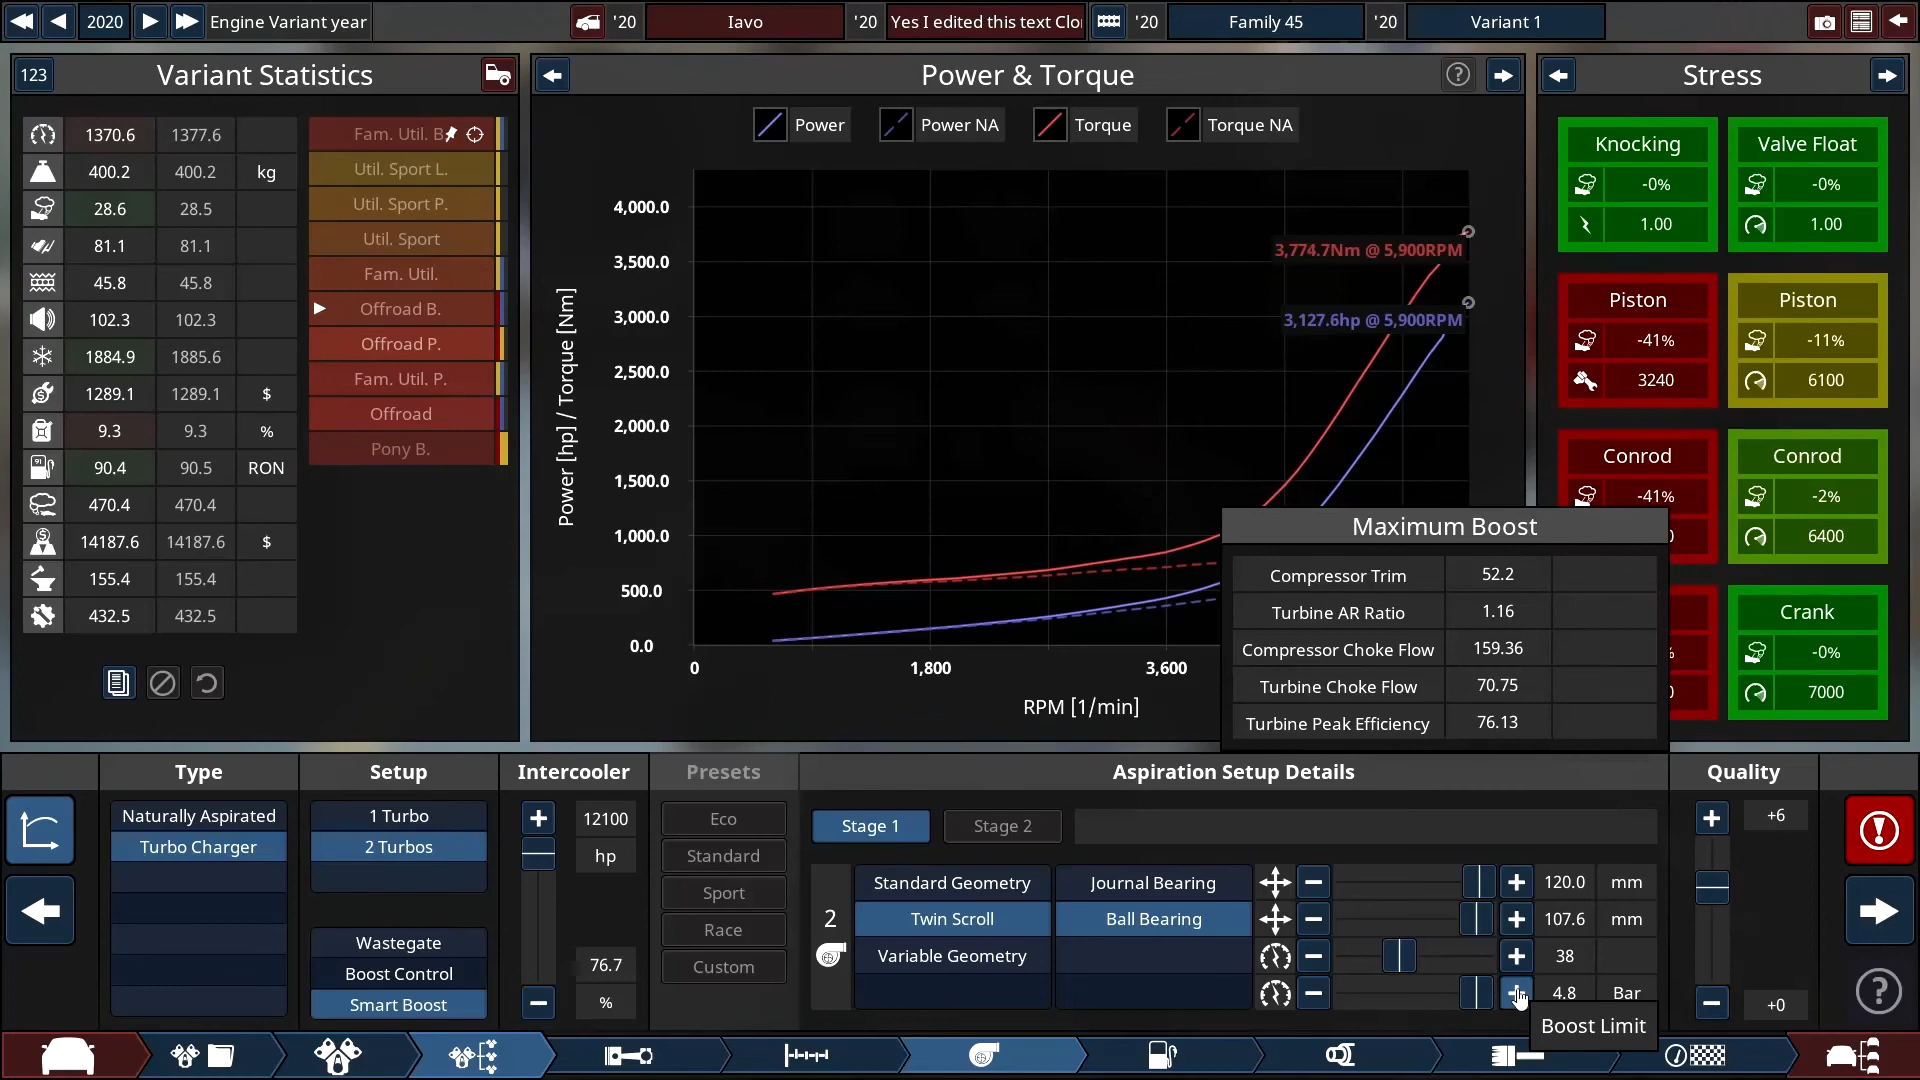 2020 Engine Variant year '20 Iavo '20 Yes I edited this text Clo '20 Family 45 '20 Variant 1
123 Variant Statistics
1370.6 1377.6
400.2 400.2 kg
28.6 28.5
81.1 81.1
45.8 45.8
102.3 102.3
1884.9 1885.6
1289.1 1289.1 $
9.3 9.3 %
90.4 90.5 RON
470.4 470.4
14187.6 14187.6 $
155.4 155.4
432.5 432.5
Fam. Util. B
Util. Sport L.
Util. Sport P.
Util. Sport
Fam. Util.
Offroad B.
Offroad P.
Fam. Util. P.
Offroad
Pony B.
Power & Torque
?
Power Power NA Torque Torque NA
Power [hp] / Torque [Nm]
4,000.0
3,500.0
3,000.0
2,500.0
2,000.0
1,500.0
1,000.0
500.0
0.0
3,774.7Nm @ 5,900RPM
3,127.6hp @ 5,900RPM
0 1,800 3,600
RPM [1/min]
Maximum Boost
Compressor Trim 52.2
Turbine AR Ratio 1.16
Compressor Choke Flow 159.36
Turbine Choke Flow 70.75
Turbine Peak Efficiency 76.13
Stress
Knocking
-0%
1.00
Valve Float
-0%
1.00
Piston
-41%
3240
Piston
-11%
6100
Conrod
-41%
Conrod
-2%
6400
Crank
-0%
7000
Type
Naturally Aspirated
Turbo Charger
Setup
1 Turbo
2 Turbos
Wastegate
Boost Control
Smart Boost
Intercooler
12100
hp
76.7
%
Presets
Eco
Standard
Sport
Race
Custom
Aspiration Setup Details
Stage 1 Stage 2
2
Standard Geometry
Twin Scroll
Variable Geometry
Journal Bearing
Ball Bearing
120.0 mm
107.6 mm
38
4.8 Bar
Boost Limit
Quality
+6
+0
?